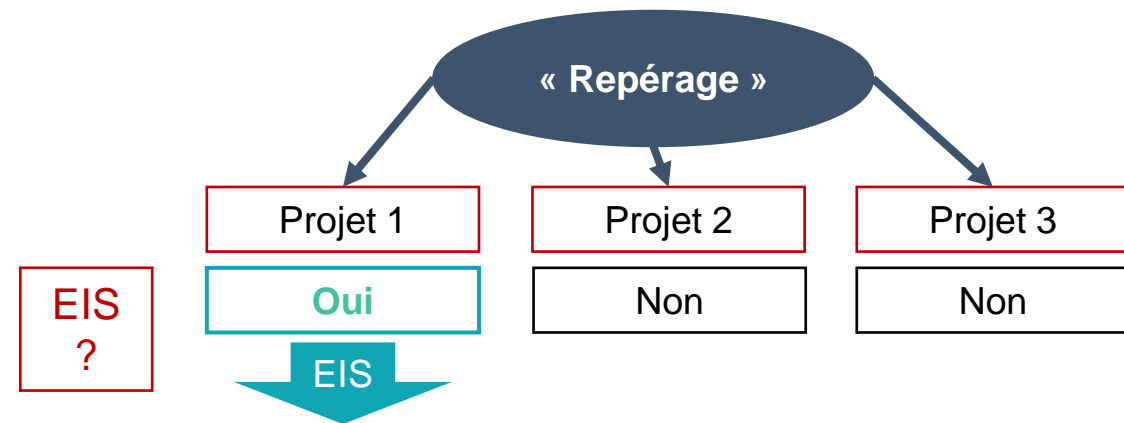 « Repérage »
Projet 1
Projet 2
Projet 3
EIS
?
Oui
Non
Non
EIS